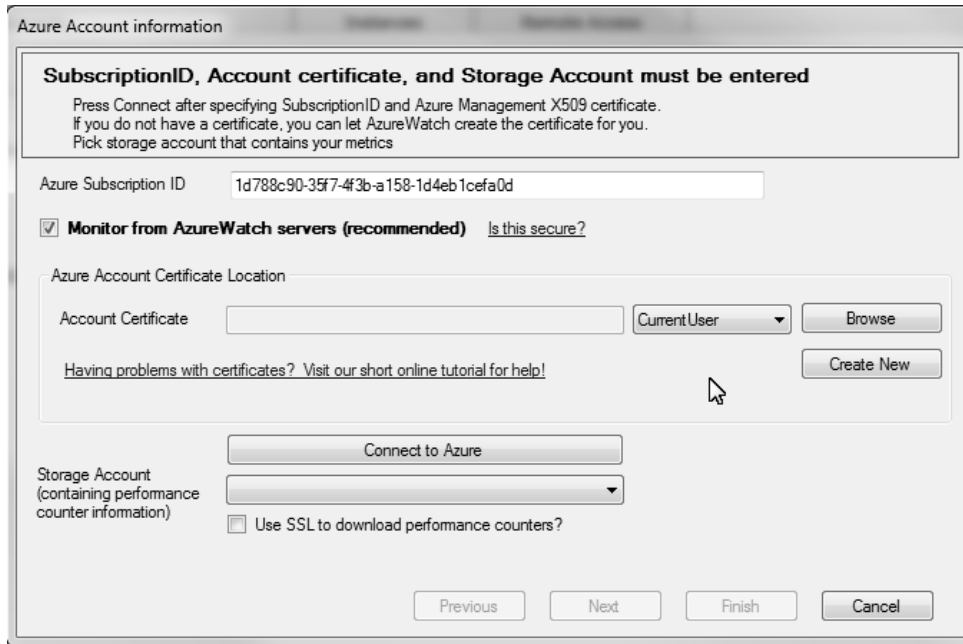 Azure Account information
Instances Remote Access
SubscriptionID, Account certificate, and Storage Account must be entered
Press Connect after specifying SubscriptionID and Azure Management X509 certificate.
If you do not have a certificate, you can let AzureWatch create the certificate for you.
Pick storage account that contains your metrics
Azure Subscription ID 1d788c90-35f7-4f3b-a158-1d4eb1cefa0d
Monitor from AzureWatch servers (recommended) Is this secure?
Azure Account Certificate Location
Account Certificate CurrentUser Browse
Having problems with certificates? Visit our short online tutorial for help!
Create New
Connect to Azure
Storage Account
(containing performance
counter information)
Use SSL to download performance counters?
Previous Next Finish Cancel